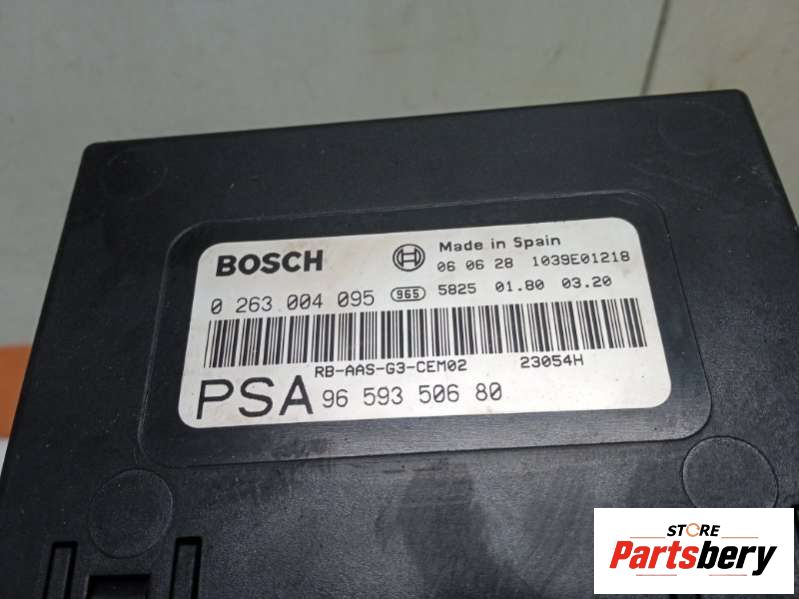 BOSCH
Made in Spain
06 06 28 1039E01218
0 263 004 095 965 5825 01.80 03.20
RB-AAS-G3-CEM02 23054H
PSA 96 593 506 80
STORE
Partsbery